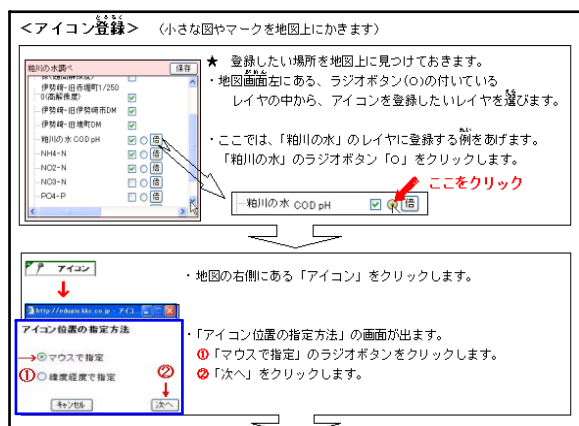 <アイコン登録> (小さな図やマークを地図上にかきます)
とうろく
粕川の水調べ
保存
伊勢崎-旧赤堀町1/250
0(高解像度)
伊勢崎-旧伊勢崎市DM
伊勢崎-旧境町DM
粕川の水 COD pH 倍
NH4-N 倍
NO2-N 倍
NO3-N 倍
PO4-P 倍
★ 登録したい場所を地図上に見つけておきます。
・地図画面左にある、ラジオボタン(O)の付いている
レイヤの中から、アイコンを登録したいレイヤを選びます。
・ここでは、「粕川の水」のレイヤに登録する例をあげます。
「粕川の水」のラジオボタン「O」をクリックします。
ここをクリック
粕川の水 COD pH 倍
アイコン
・地図の右側にある「アイコン」をクリックします。
アイコン位置の指定方法
→マウスで指定
①緯度経度で指定
②
キャンセル 次へ
・「アイコン位置の指定方法」の画面が出ます。
①「マウスで指定」のラジオボタンをクリックします。
②「次へ」をクリックします。